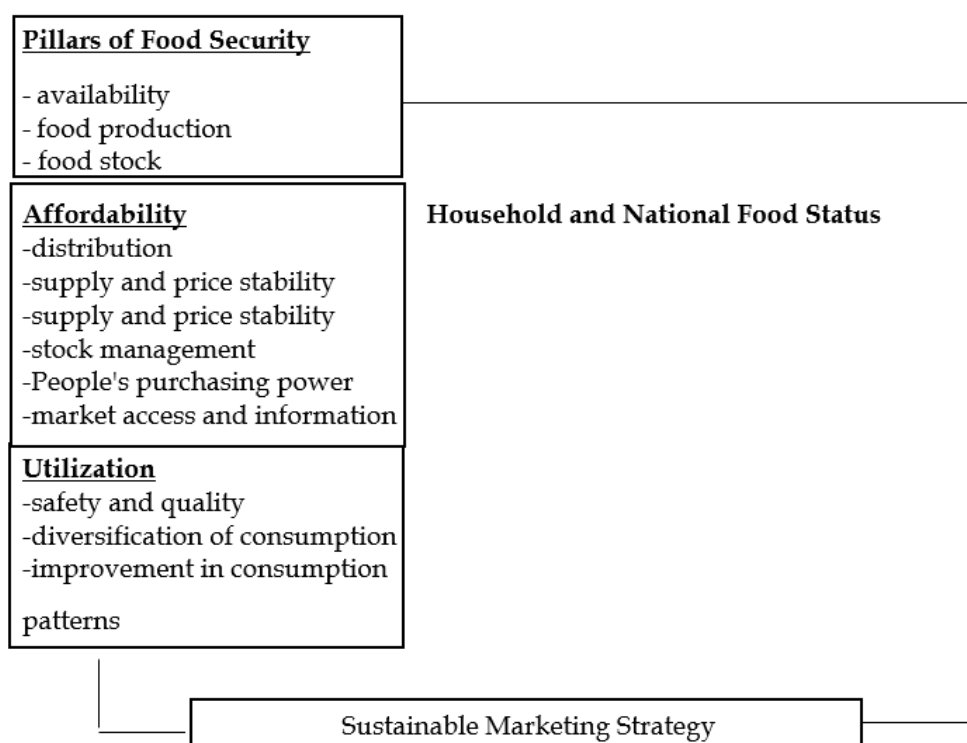 Pillars of Food Security
- availability
- food production
- food stock
Affordability
-distribution
-supply and price stability
-supply and price stability
-stock management
-People's purchasing power
-market access and information
Household and National Food Status
Utilization
-safety and quality
-diversification of consumption
-improvement in consumption
patterns
Sustainable Marketing Strategy